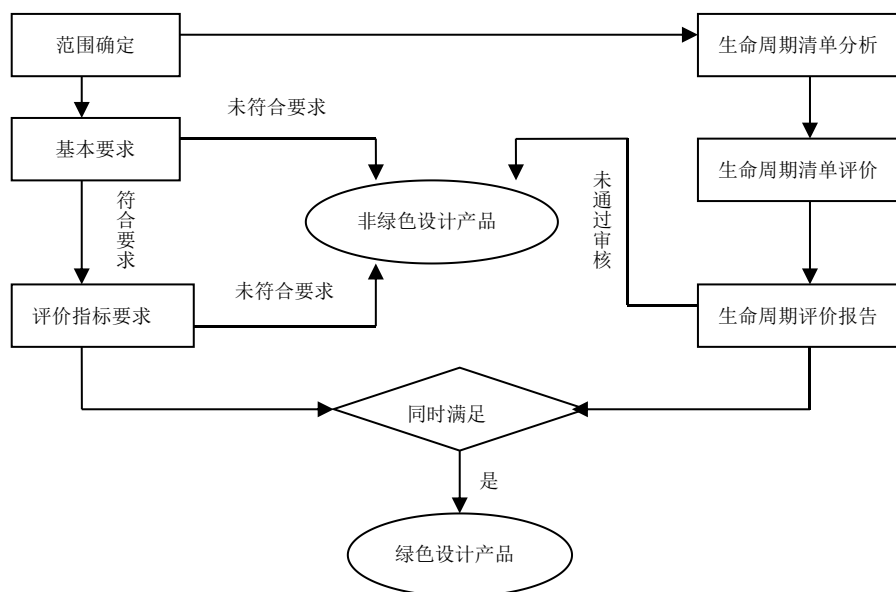 范围确定
生命周期清单分析
未符合要求
基本要求
生命周期清单评价
符合要求
未通过审核
非绿色设计产品
未符合要求
评价指标要求
生命周期评价报告
同时满足
是
绿色设计产品